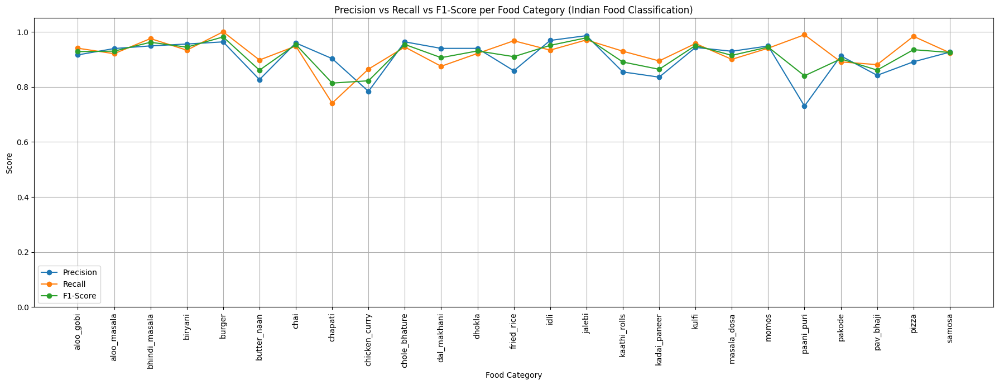 Precision vs Recall vs F1-Score per Food Category (Indian Food Classification)
1.0
0.8
0.6
0.4
0.2
0.0
Score
Precision
Recall
F1-Score
aloo_gobi
aloo_masala
bhindi_masala
biryani
burger
butter_naan
chai
chapati
chicken_curry
chole_bhature
dal_makhani
dhokla
fried_rice
idli
jalebi
kaathi_rolls
kadai_paneer
kulfi
masala_dosa
momos
paani_puri
pakode
pav_bhaji
pizza
samosa
Food Category